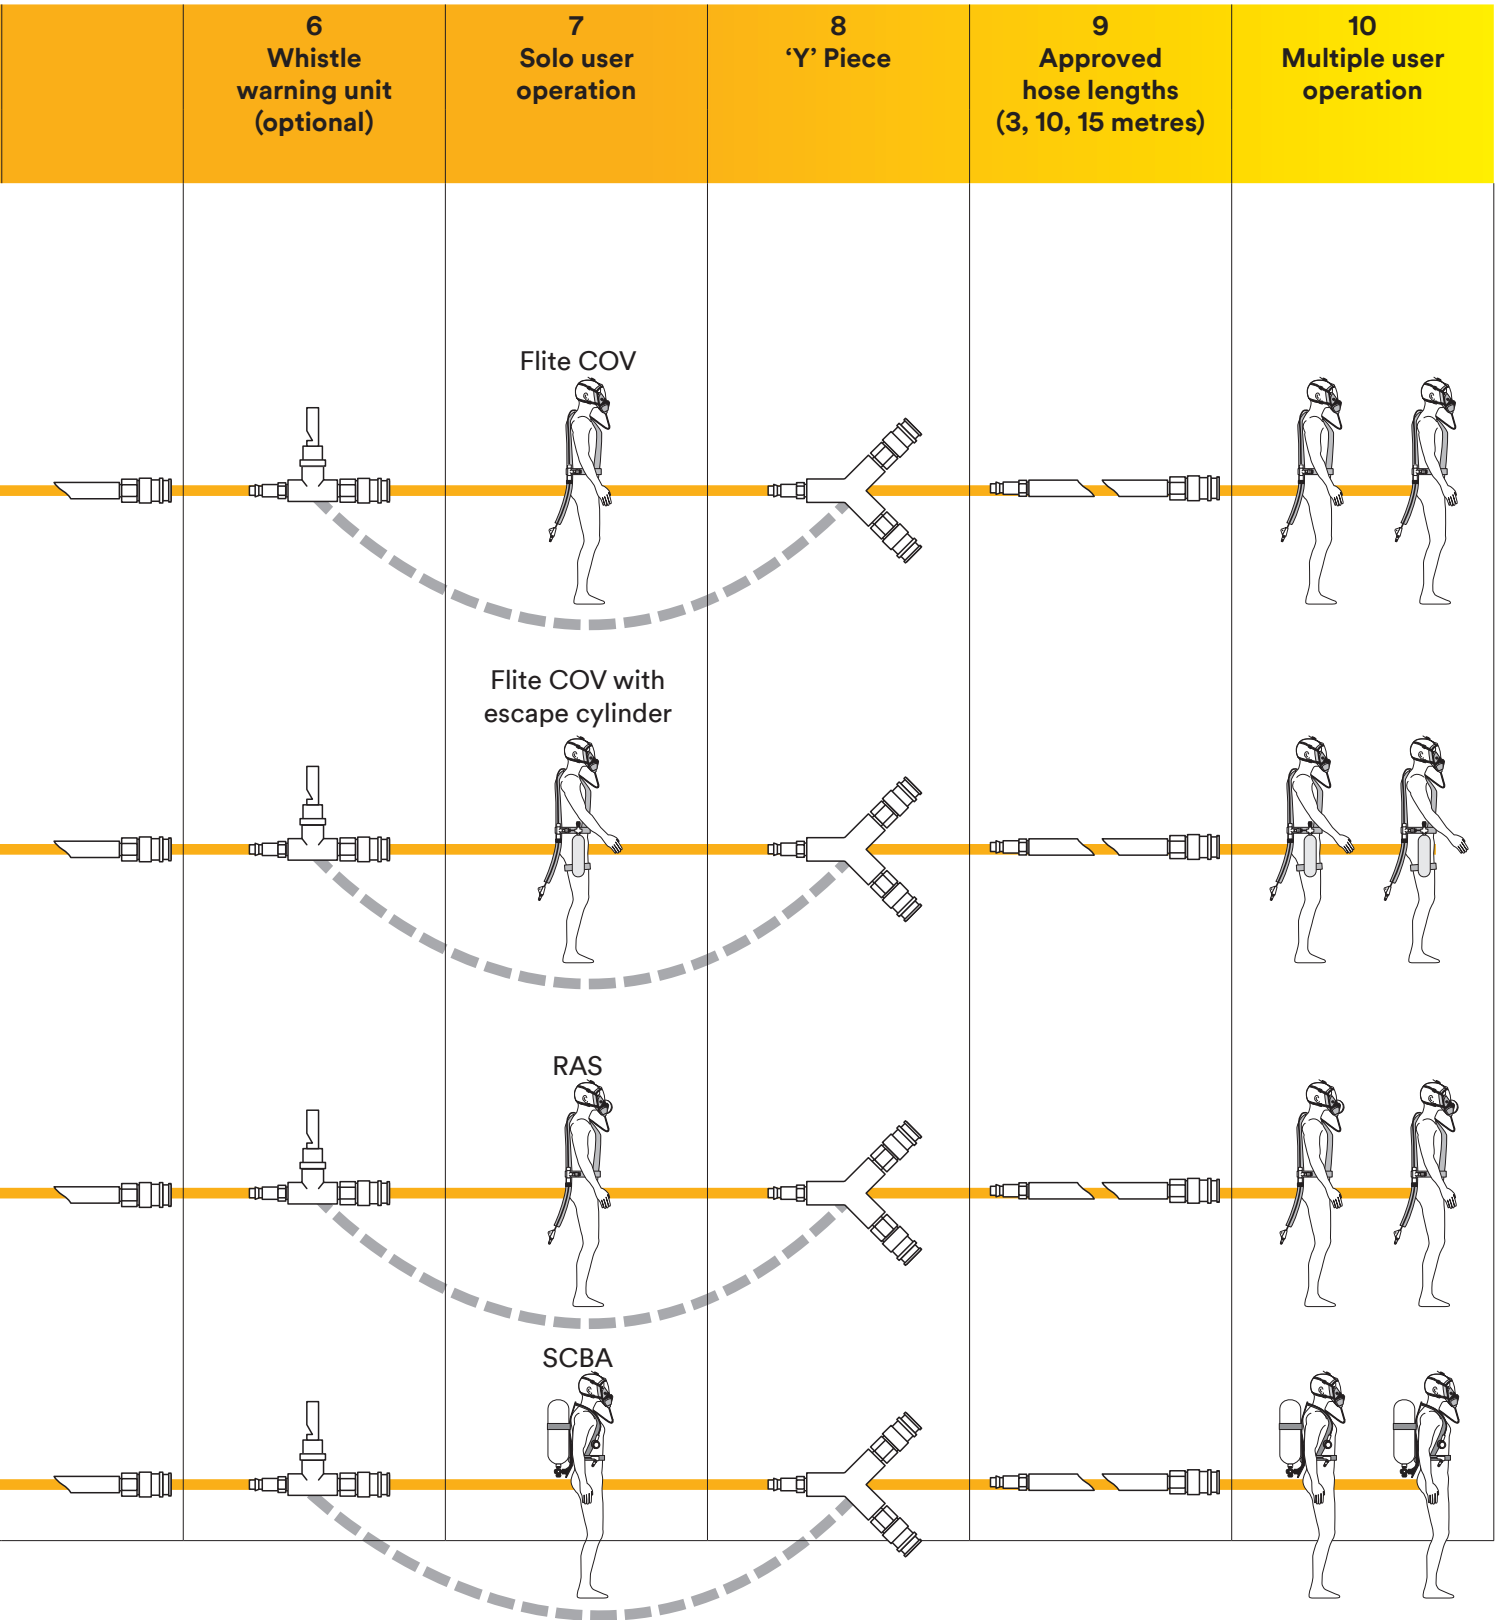 6
Whistle
warning unit
(optional)
7
Solo user
operation
8
‘Y’ Piece
9
Approved
hose lengths
(3, 10, 15 metres)
10
Multiple user
operation
Flite COV
Flite COV with
escape cylinder
RAS
SCBA